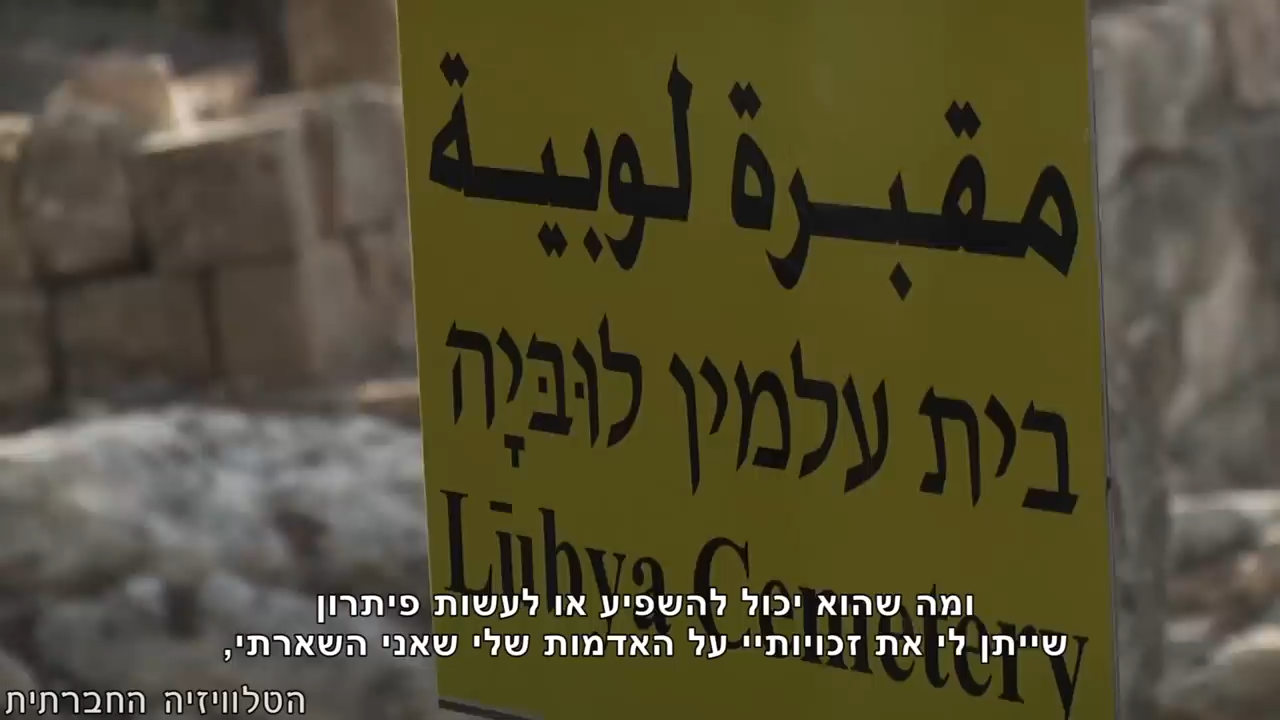 مقبرة لوبية
בית עלמין לוּבִּיָה
Lūbya Cemetery
ומה שהוא יכול להשפיע או לעשות פיתרון
שייתן לי את זכויותיי על האדמות שלי שאני השארתי,
הטלוויזיה החברתית